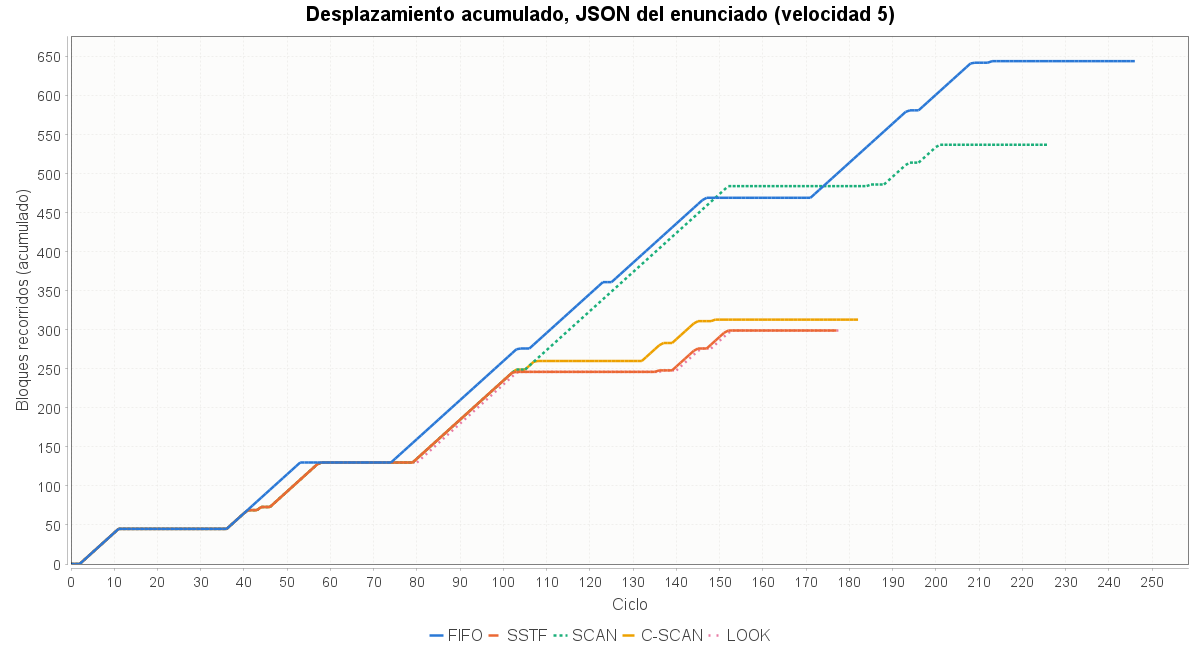 Desplazamiento acumulado, JSON del enunciado (velocidad 5)
Bloques recorridos (acumulado)
650
600
550
500
450
400
350
300
250
200
150
100
50
0
0 10 20 30 40 50 60 70 80 90 100 110 120 130 140 150 160 170 180 190 200 210 220 230 240 250
Ciclo
FIFO SSTF SCAN C-SCAN LOOK